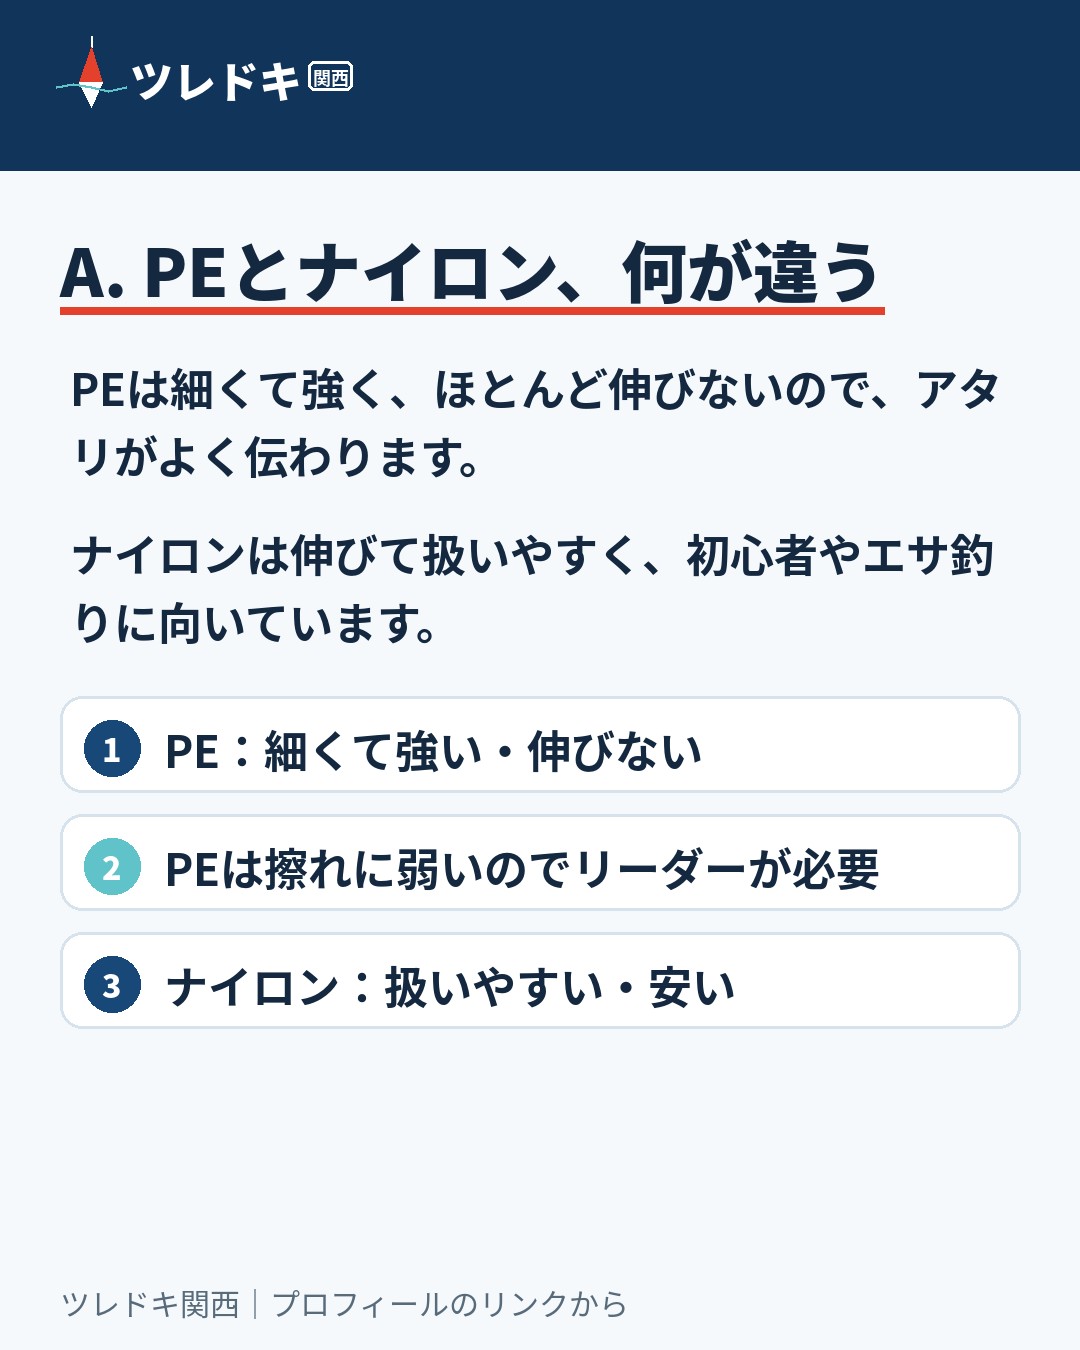 ツレドキ 関西
A. PEとナイロン、何が違う
PEは細くて強く、ほとんど伸びないので、アタ
リがよく伝わります。
ナイロンは伸びて扱いやすく、初心者やエサ釣
りに向いています。
1 PE：細くて強い・伸びない
2 PEは擦れに弱いのでリーダーが必要
3 ナイロン：扱いやすい・安い
ツレドキ関西｜プロフィールのリンクから